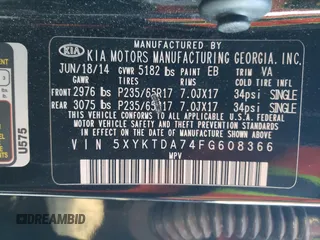 MANUFACTURED BY
KIA KIA MOTORS MANUFACTURING GEORGIA, INC.
JUN/18/14 GVWR 5182 lbs PAINT EB TRIM VA
GAWR TIRES RIMS COLD TIRE INFL
FRONT 2976 lbs P235/65R17 7.0JX17 34psi SINGLE
REAR 3075 lbs P235/65R17 7.0JX17 34psi SINGLE
THIS VEHICLE CONFORMS TO ALL APPLICABLE U.S. FEDERAL
MOTOR VEHICLE SAFETY STANDARDS IN EFFECT ON
THE DATE OF MANUFACTURE SHOWN ABOVE.
VIN 5XYKTDA74FG608366
MPV
U575
© DREAMBID